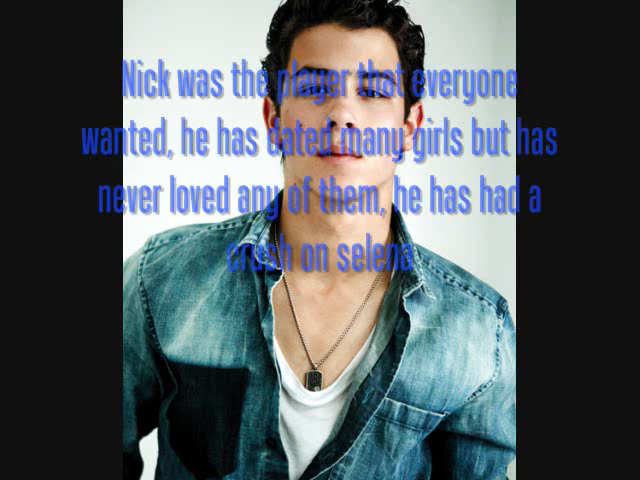 Nick was the player that everyone
wanted, he has dated many girls but has
never loved any of them, he has had a
crush on selena